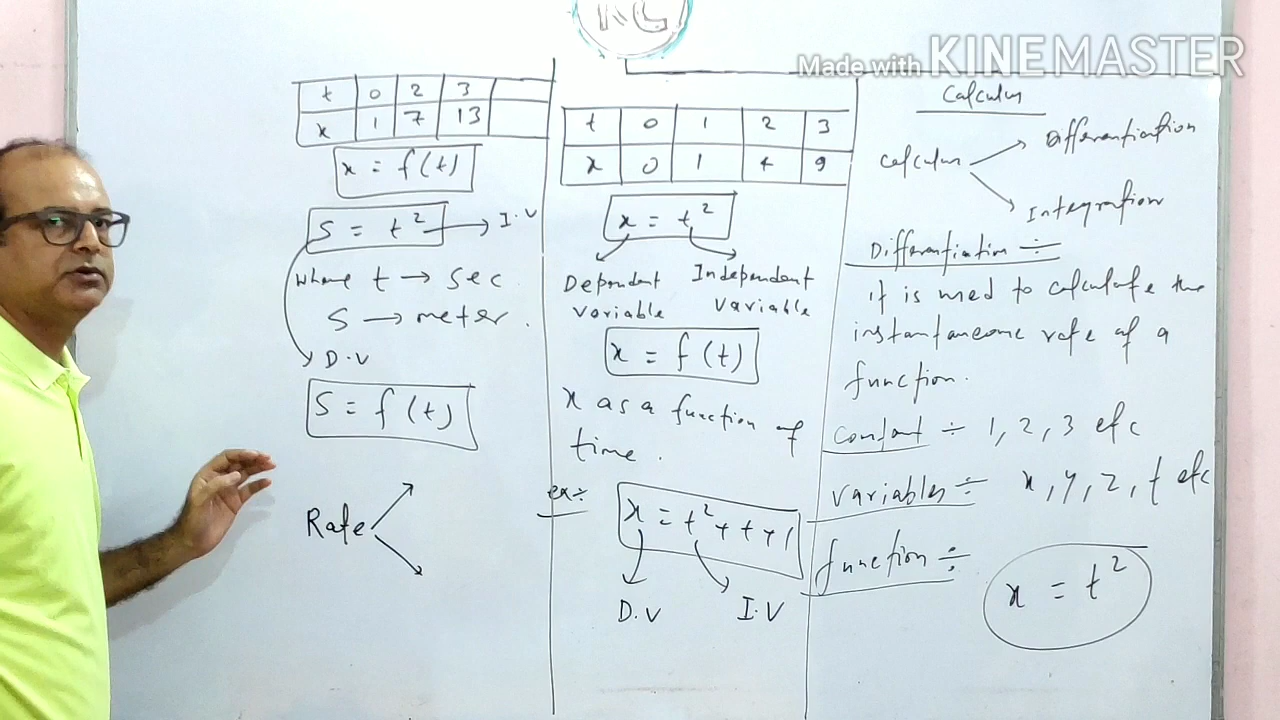 Made with KINEMASTER
RC
Calculus
Calculus
Differentiation
Integration
Differentiation ÷
it is used to calculate the
instantaneous rate of a
function.
Constant ÷ 1, 2, 3 etc
Variables ÷ x, y, z, t etc
function ÷
x = t²
t 0 1 2 3
x 0 1 4 9
x = t²
Dependent
variable
Independent
variable
x = f(t)
x as a function of
time.
ex ÷
x = t² + t + 1
D.V I.V
t 0 2 3
x 1 7 13
x = f(t)
S = t² → I.V
where t → sec.
S → meter.
D.V
S = f(t)
Rate